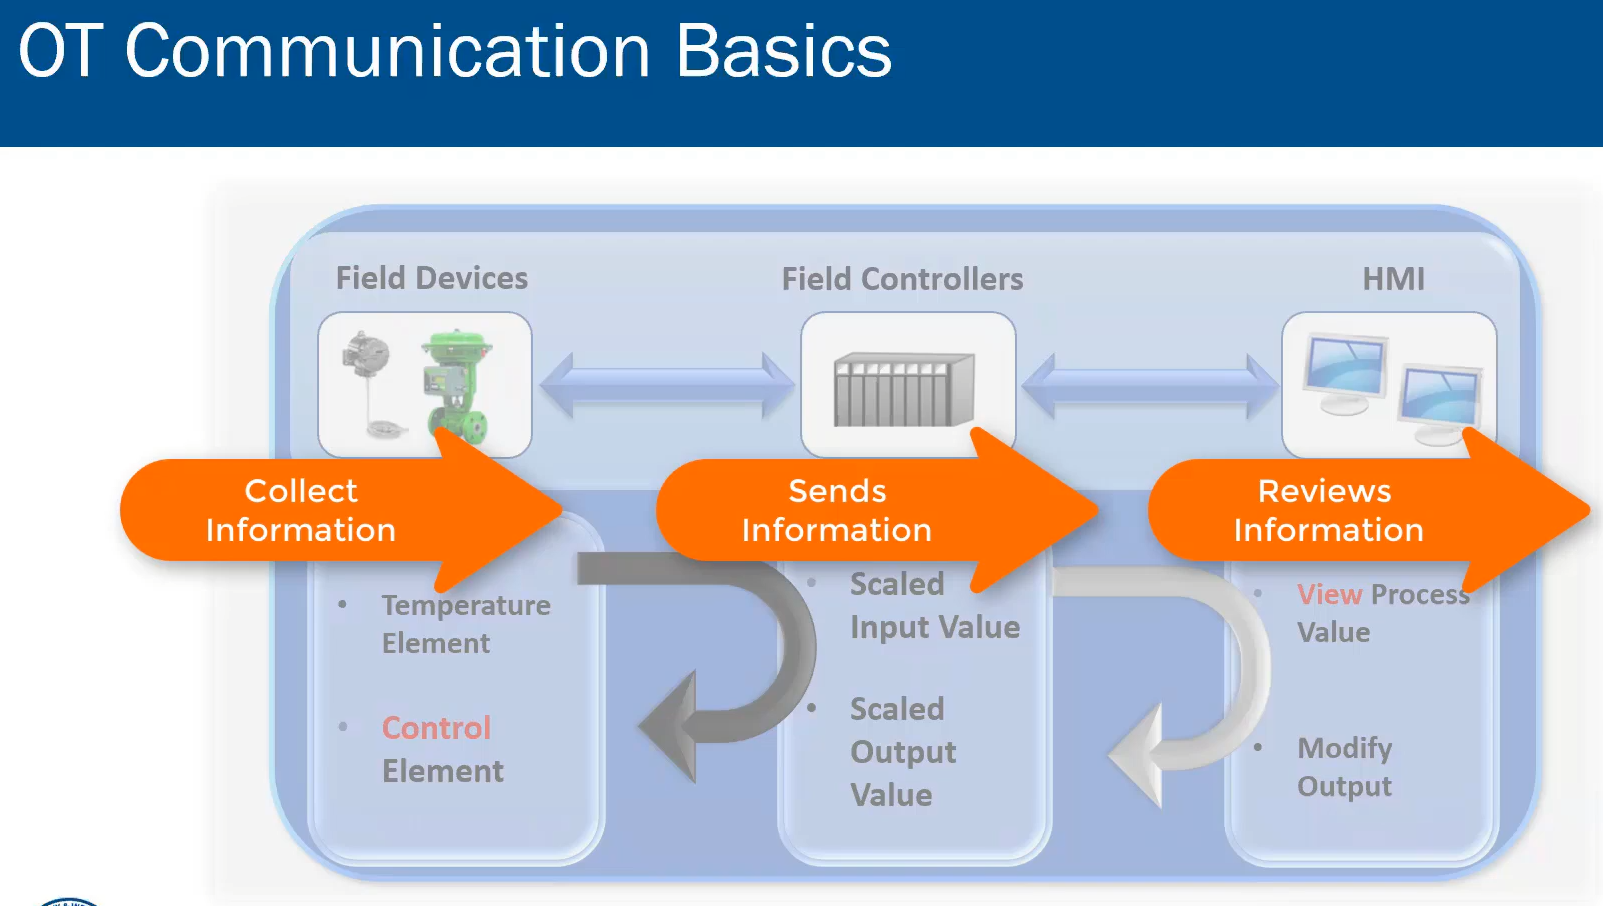 OT Communication Basics
Field Devices
Field Controllers
HMI
Collect
Information
Sends
Information
Reviews
Information
Temperature
Element
Control
Element
Scaled
Input Value
Scaled
Output
Value
View Process
Value
Modify
Output